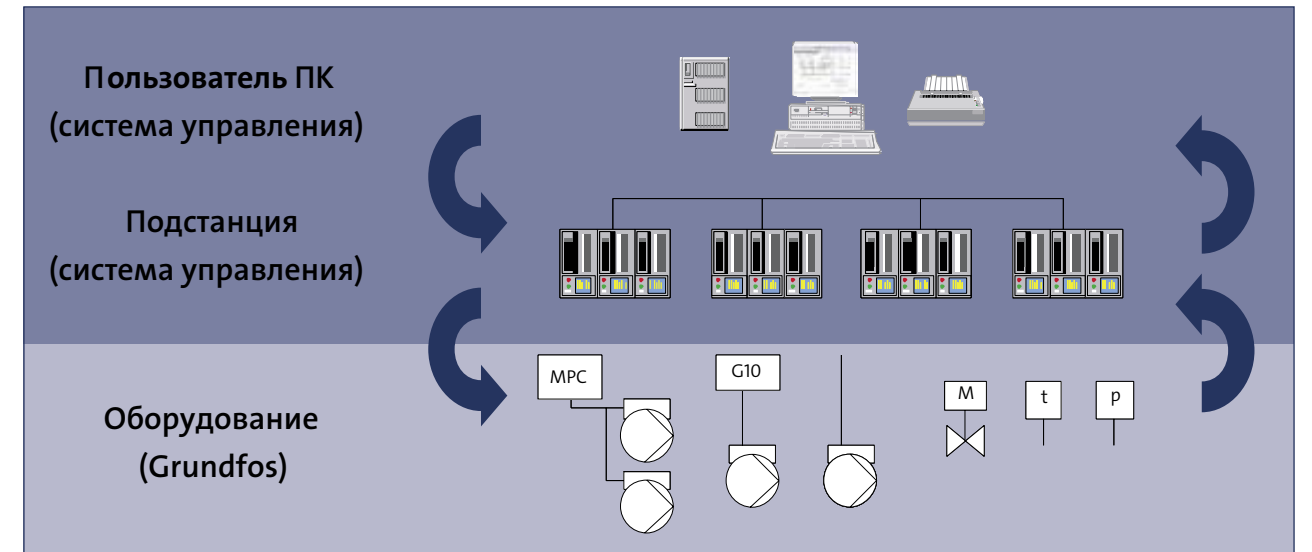 Пользователь ПК
(система управления)
Подстанция
(система управления)
Оборудование
(Grundfos)
MPC
G10
M
t
p